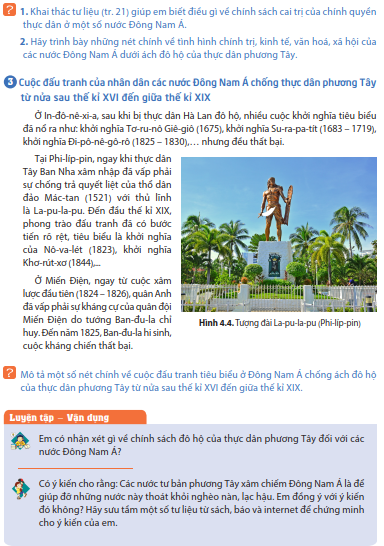 1. Khai thác tư liệu (tr. 21) giúp em biết điều gì về chính sách cai trị của chính quyền
thực dân ở một số nước Đông Nam Á.
2. Hãy trình bày những nét chính về tình hình chính trị, kinh tế, văn hoá, xã hội của
các nước Đông Nam Á dưới ách đô hộ của thực dân phương Tây.
3 Cuộc đấu tranh của nhân dân các nước Đông Nam Á chống thực dân phương Tây
từ nửa sau thế kỉ XVI đến giữa thế kỉ XIX
Ở In-đô-nê-xi-a, sau khi bị thực dân Hà Lan đô hộ, nhiều cuộc khởi nghĩa tiêu biểu
đã nổ ra như: khởi nghĩa Tơ-ru-nô Giê-giô (1675), khởi nghĩa Su-ra-pa-tít (1683 – 1719),
khởi nghĩa Đi-pô-nê-gô-rô (1825 – 1830),... nhưng đều thất bại.
Tại Phi-líp-pin, ngay khi thực dân
Tây Ban Nha xâm nhập đã vấp phải
sự chống trả quyết liệt của thổ dân
đảo Mác-tan (1521) với thủ lĩnh
là La-pu-la-pu. Đến đầu thế kỉ XIX,
phong trào đấu tranh đã có bước
tiến rõ rệt, tiêu biểu là khởi nghĩa
của Nô-va-lét (1823), khởi nghĩa
Khơ-rút-xơ (1844),...
Ở Miến Điện, ngay từ cuộc xâm
lược đầu tiên (1824 – 1826), quân Anh
đã vấp phải sự kháng cự của quân đội
Miến Điện do tướng Ban-đu-la chỉ
huy. Đến năm 1825, Ban-đu-la hi sinh,
cuộc kháng chiến thất bại.
Hình 4.4. Tượng đài La-pu-la-pu (Phi-líp-pin)
Mô tả một số nét chính về cuộc đấu tranh tiêu biểu ở Đông Nam Á chống ách đô hộ
của thực dân phương Tây từ nửa sau thế kỉ XVI đến giữa thế kỉ XIX.
Luyện tập – Vận dụng
Em có nhận xét gì về chính sách đô hộ của thực dân phương Tây đối với các
nước Đông Nam Á?
Có ý kiến cho rằng: Các nước tư bản phương Tây xâm chiếm Đông Nam Á là để
giúp đỡ những nước này thoát khỏi nghèo nàn, lạc hậu. Em đồng ý với ý kiến
đó không? Hãy sưu tầm một số tư liệu từ sách, báo và internet để chứng minh
cho ý kiến của em.